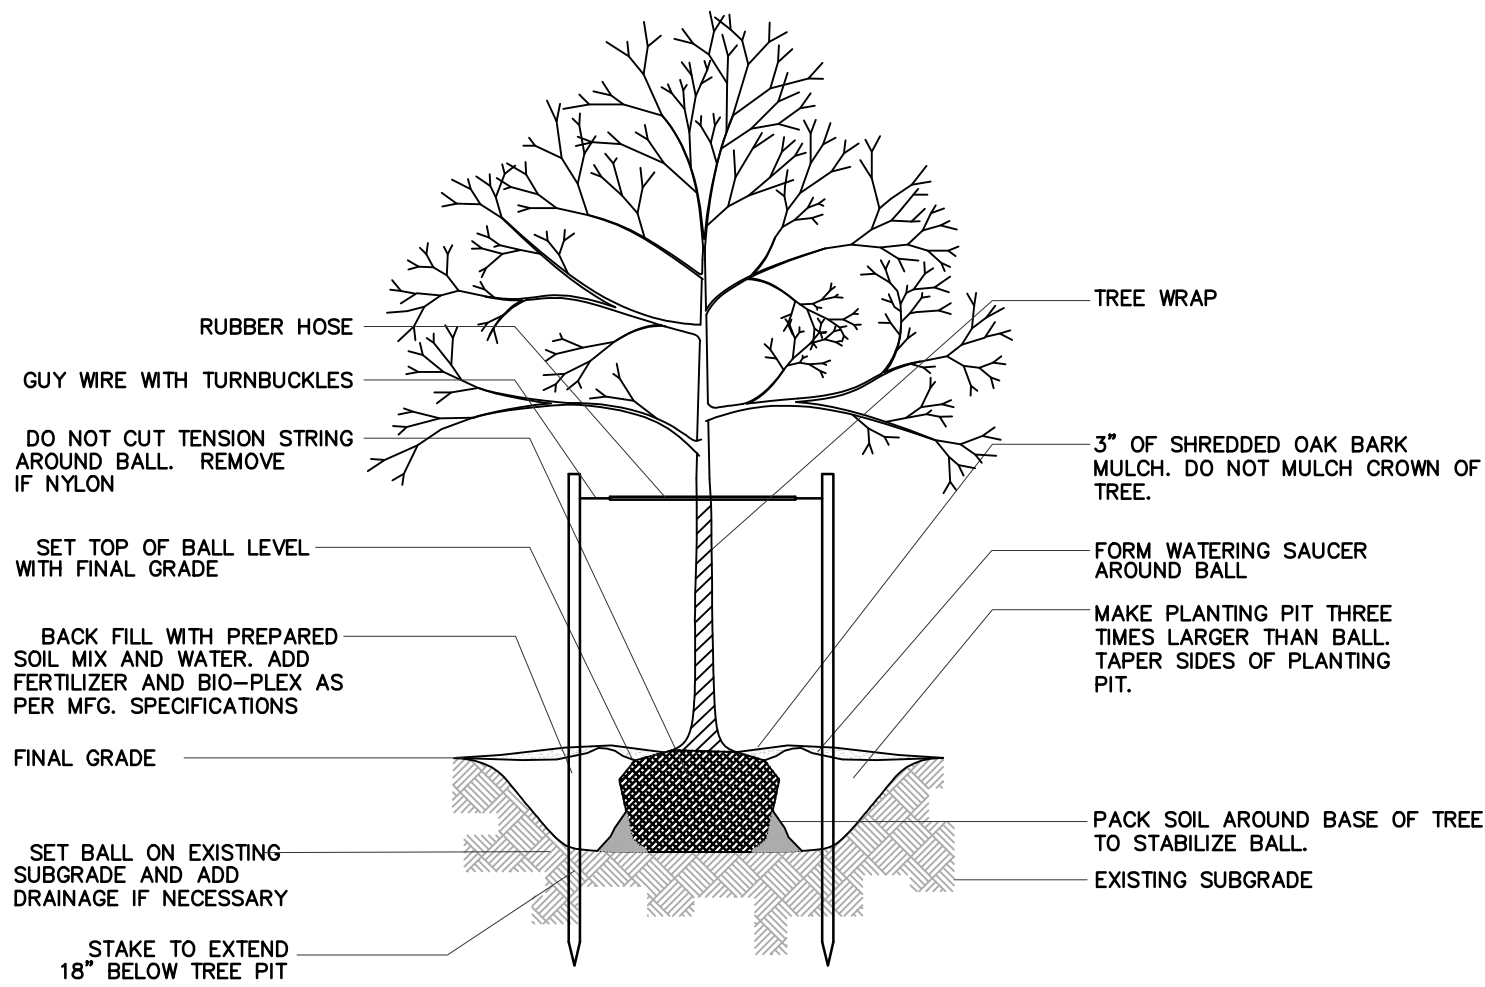 RUBBER HOSE
GUY WIRE WITH TURNBUCKLES
DO NOT CUT TENSION STRING
AROUND BALL. REMOVE
IF NYLON
SET TOP OF BALL LEVEL
WITH FINAL GRADE
BACK FILL WITH PREPARED
SOIL MIX AND WATER. ADD
FERTILIZER AND BIO-PLEX AS
PER MFG. SPECIFICATIONS
FINAL GRADE
SET BALL ON EXISTING
SUBGRADE AND ADD
DRAINAGE IF NECESSARY
STAKE TO EXTEND
18" BELOW TREE PIT
TREE WRAP
3" OF SHREDDED OAK BARK
MULCH. DO NOT MULCH CROWN OF
TREE.
FORM WATERING SAUCER
AROUND BALL
MAKE PLANTING PIT THREE
TIMES LARGER THAN BALL.
TAPER SIDES OF PLANTING
PIT.
PACK SOIL AROUND BASE OF TREE
TO STABILIZE BALL.
EXISTING SUBGRADE